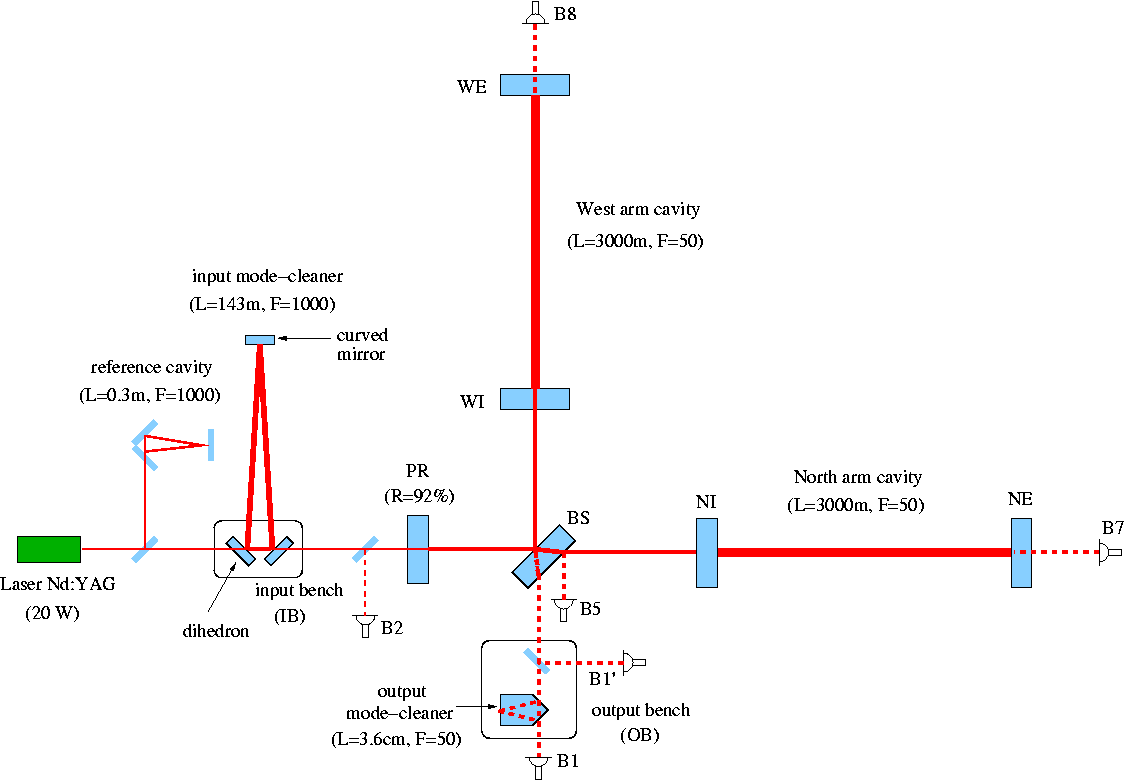 B8
WE
West arm cavity
(L=3000m, F=50)
input mode−cleaner
(L=143m, F=1000)
curved
mirror
reference cavity
(L=0.3m, F=1000)
WI
PR
(R=92%)
North arm cavity
(L=3000m, F=50)
NI
NE
BS
B7
Laser Nd:YAG
(20 W)
input bench
(IB)
dihedron
B2
B5
B1'
output
mode−cleaner
(L=3.6cm, F=50)
output bench
(OB)
B1